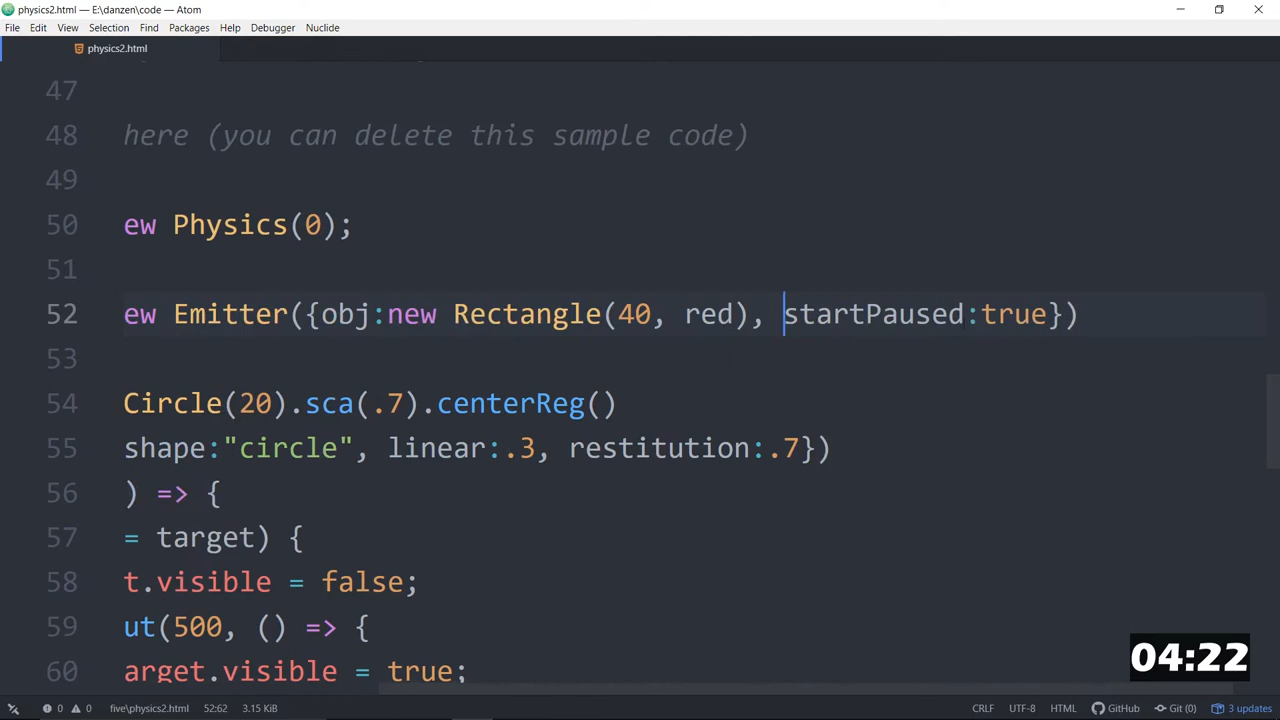 physics2.html — E:\danzen\code — Atom
File Edit View Selection Find Packages Help Debugger Nuclide
physics2.html
47
48 here (you can delete this sample code)
49
50 ew Physics(0);
51
52 ew Emitter({obj:new Rectangle(40, red), startPaused:true})
53
54 Circle(20).sca(.7).centerReg()
55 shape:"circle", linear:.3, restitution:.7})
56 ) => {
57 = target) {
58 t.visible = false;
59 ut(500, () => {
60 arget.visible = true;
04:22
0 0 five\physics2.html 52:62 3.15 KiB CRLF UTF-8 HTML GitHub Git (0) 3 updates